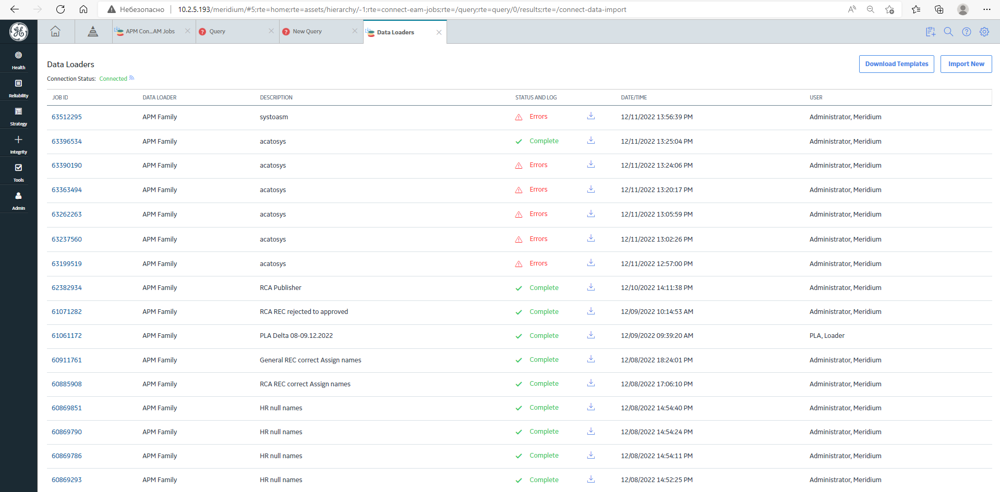 Небезопасно 10.2.5.193/meridium/#5;rte=home;rte=assets/hierarchy/-1;rte=connect-eam-jobs;rte=/query;rte=query/0/results;rte=/connect-data-import
APM Con...AM Jobs Query New Query Data Loaders
Health
Reliability
Strategy
Integrity
Tools
Admin
Data Loaders
Download Templates Import New
Connection Status: Connected
JOB ID DATA LOADER DESCRIPTION STATUS AND LOG DATE/TIME USER
63512295 APM Family systoasm Errors 12/11/2022 13:56:39 PM Administrator, Meridium
63396534 APM Family acatosys Complete 12/11/2022 13:25:04 PM Administrator, Meridium
63390190 APM Family acatosys Errors 12/11/2022 13:24:06 PM Administrator, Meridium
63363494 APM Family acatosys Errors 12/11/2022 13:20:17 PM Administrator, Meridium
63262263 APM Family acatosys Errors 12/11/2022 13:05:59 PM Administrator, Meridium
63237560 APM Family acatosys Errors 12/11/2022 13:02:26 PM Administrator, Meridium
63199519 APM Family acatosys Errors 12/11/2022 12:57:00 PM Administrator, Meridium
62382934 APM Family RCA Publisher Complete 12/10/2022 14:11:38 PM Administrator, Meridium
61071282 APM Family RCA REC rejected to approved Complete 12/09/2022 10:14:53 AM Administrator, Meridium
61061172 APM Family PLA Delta 08-09.12.2022 Complete 12/09/2022 09:39:20 AM PLA, Loader
60911761 APM Family General REC correct Assign names Complete 12/08/2022 18:24:01 PM Administrator, Meridium
60885908 APM Family RCA REC correct Assign names Complete 12/08/2022 17:06:10 PM Administrator, Meridium
60869851 APM Family HR null names Complete 12/08/2022 14:54:40 PM Administrator, Meridium
60869790 APM Family HR null names Complete 12/08/2022 14:54:24 PM Administrator, Meridium
60869786 APM Family HR null names Complete 12/08/2022 14:54:11 PM Administrator, Meridium
60869293 APM Family HR null names Complete 12/08/2022 14:52:25 PM Administrator, Meridium